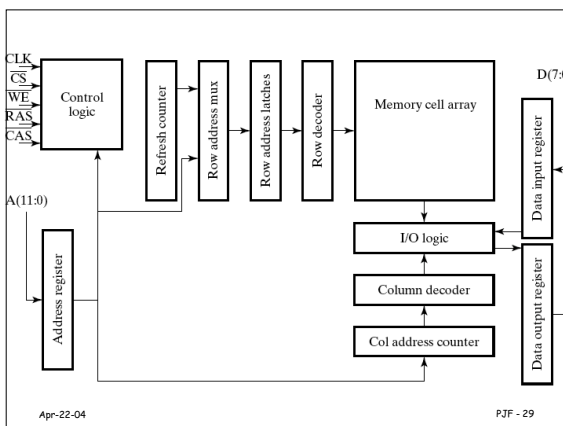 CLK
CS
WE
RAS
CAS
Control
logic
Refresh counter
Row address mux
Row address latches
Row decoder
Memory cell array
D(7:0
Data input register
A(11:0)
Address register
I/O logic
Column decoder
Col address counter
Data output register
Apr-22-04
PJF - 29